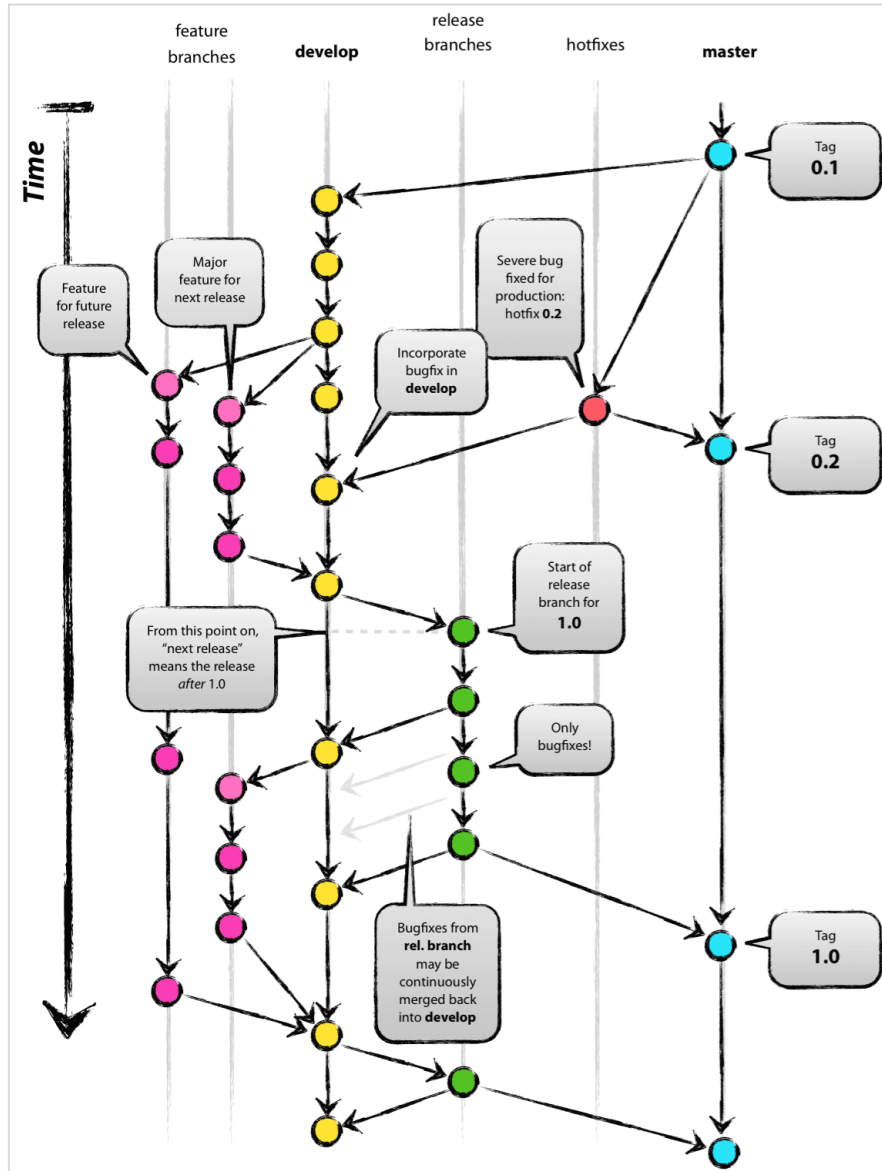 feature
branches
develop
release
branches
hotfixes
master
Time
Tag
0.1
Major
feature for
next release
Feature
for future
release
Severe bug
fixed for
production:
hotfix 0.2
Incorporate
bugfix in
develop
Tag
0.2
Start of
release
branch for
1.0
From this point on,
“next release”
means the release
after 1.0
Only
bugfixes!
Bugfixes from
rel. branch
may be
continuously
merged back
into develop
Tag
1.0